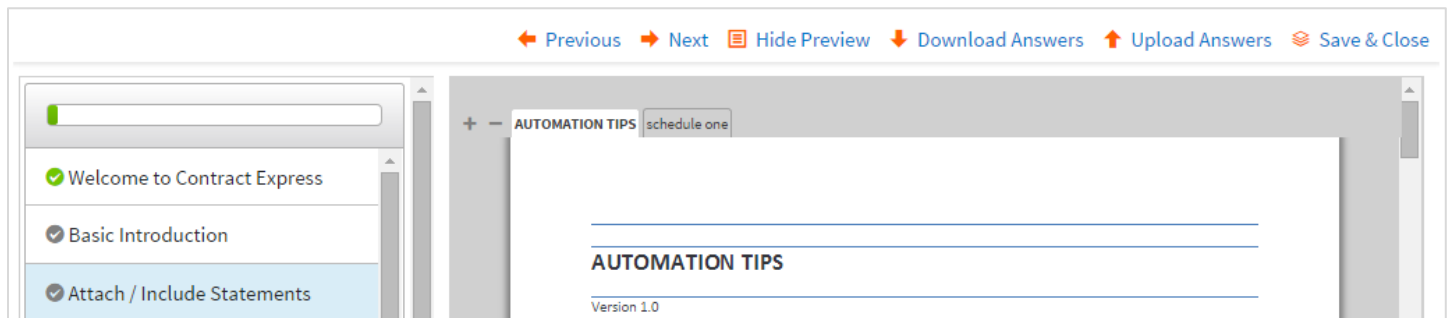 Previous Next Hide Preview Download Answers Upload Answers Save & Close
Welcome to Contract Express
Basic Introduction
Attach / Include Statements
+ − AUTOMATION TIPS schedule one
AUTOMATION TIPS
Version 1.0